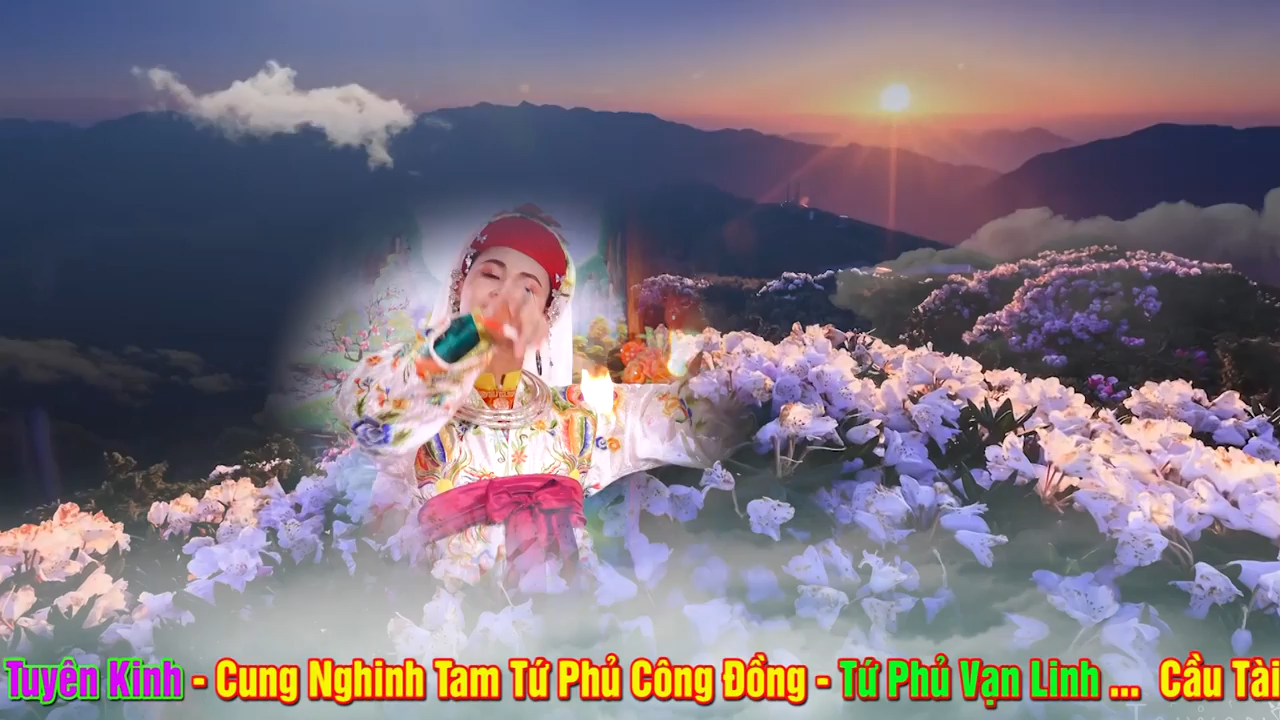 Tuyên Kinh - Cung Nghinh Tam Tứ Phủ Công Đồng - Tứ Phủ Vạn Linh ... Cầu Tài